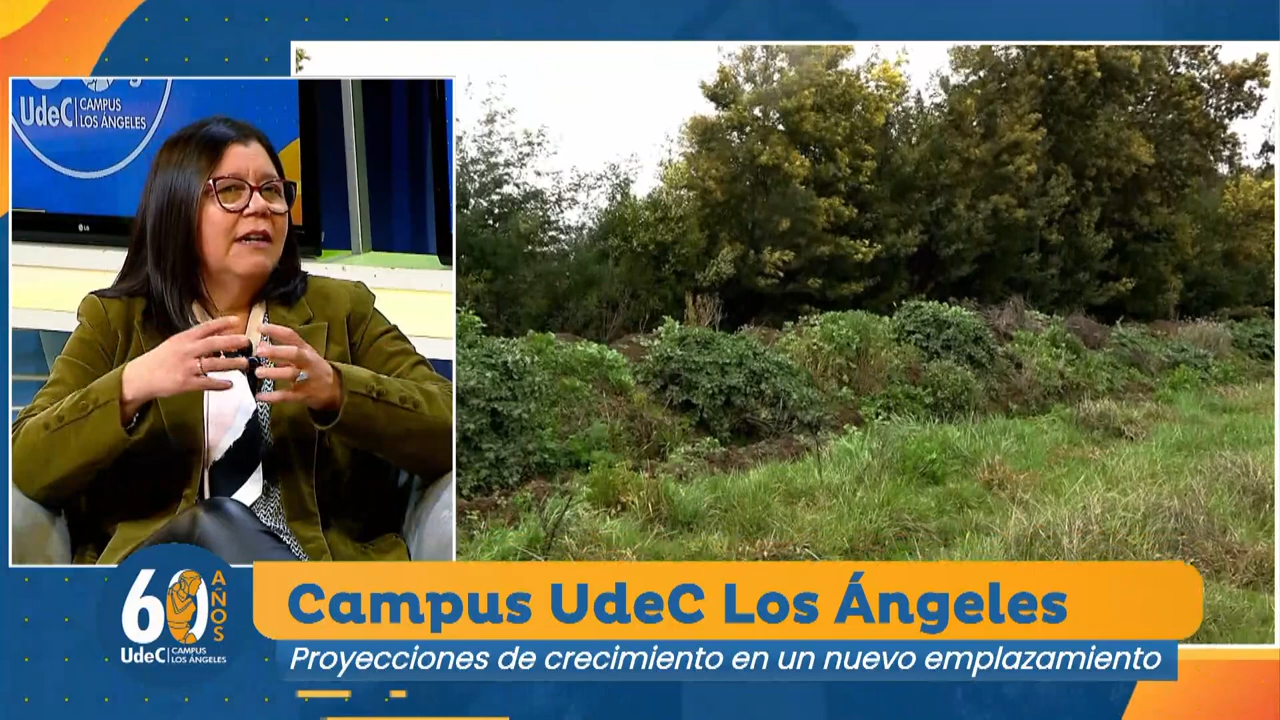 UdeC CAMPUS
LOS ÁNGELES
LG
60 AÑOS
UdeC CAMPUS
LOS ÁNGELES
Campus UdeC Los Ángeles
Proyecciones de crecimiento en un nuevo emplazamiento